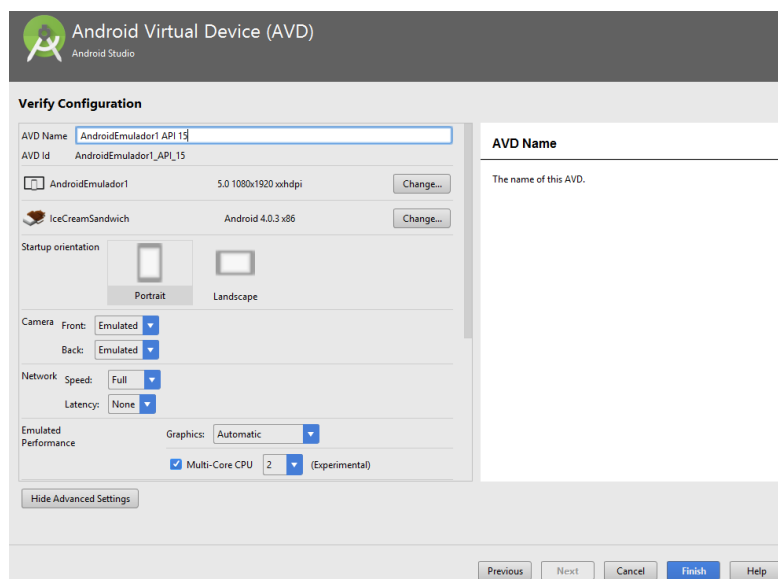 Android Virtual Device (AVD)
Android Studio
Verify Configuration
AVD Name AndroidEmulador1 API 15
AVD Id AndroidEmulador1_API_15
AndroidEmulador1 5.0 1080x1920 xxhdpi Change...
IceCreamSandwich Android 4.0.3 x86 Change...
Startup orientation
Portrait Landscape
Camera Front: Emulated
Back: Emulated
Network Speed: Full
Latency: None
Emulated
Performance
Graphics: Automatic
Multi-Core CPU 2 (Experimental)
Hide Advanced Settings
AVD Name
The name of this AVD.
Previous Next Cancel Finish Help